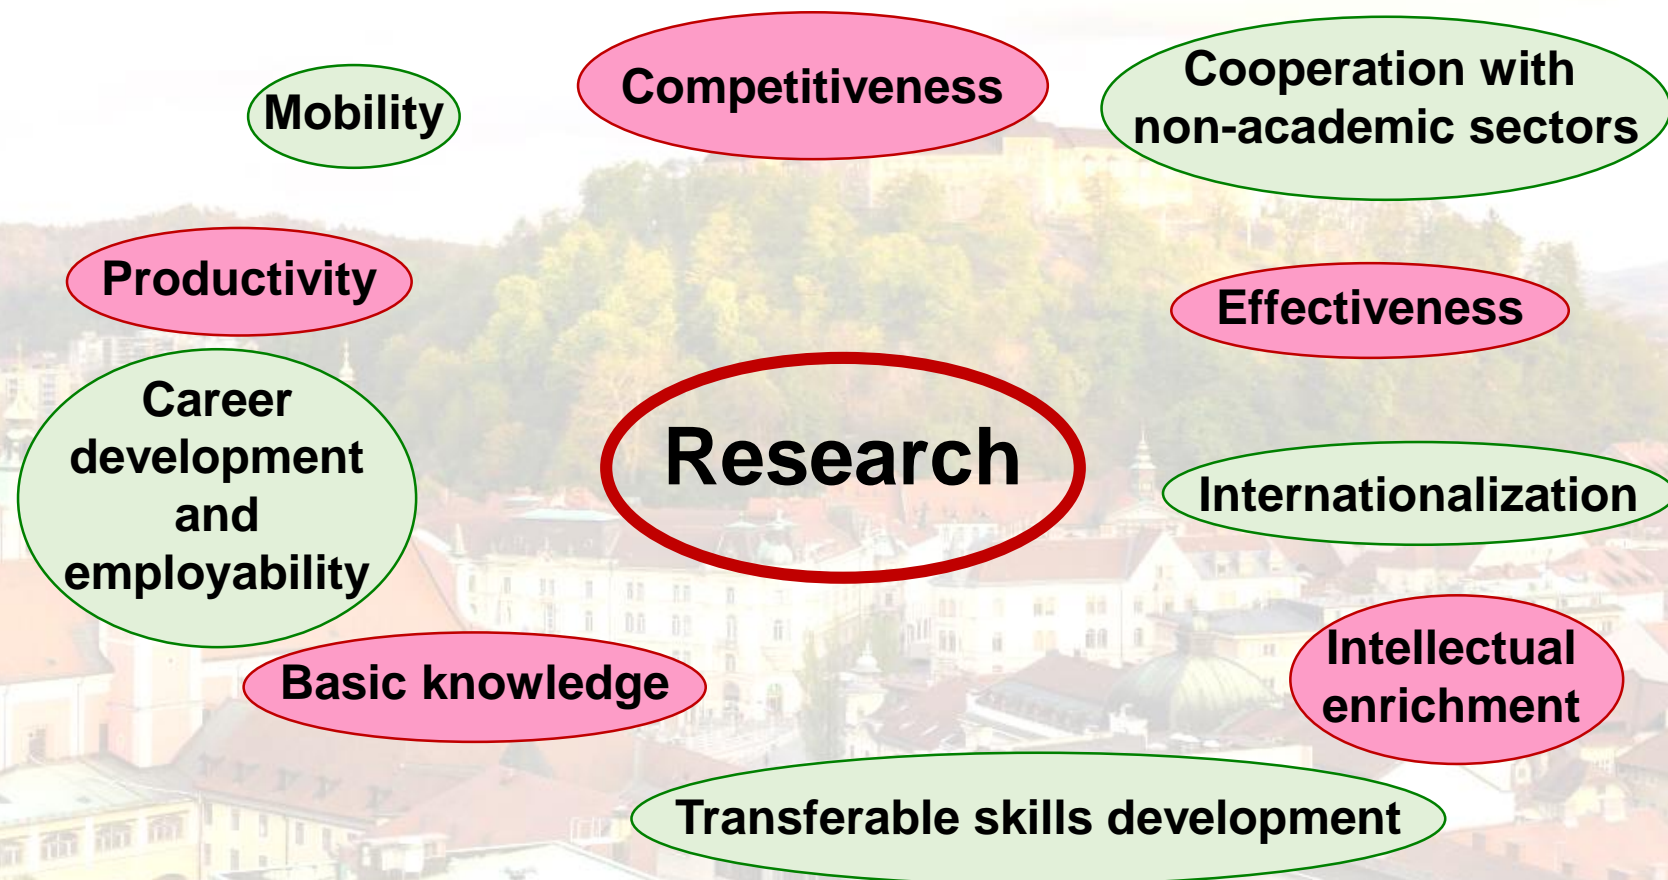 Mobility
Competitiveness
Cooperation with
non-academic sectors
Productivity
Effectiveness
Career
development
and
employability
Research
Internationalization
Basic knowledge
Intellectual
enrichment
Transferable skills development